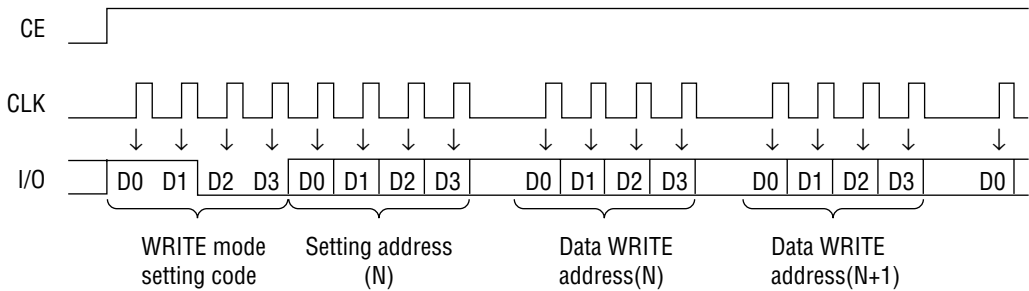 CE
CLK
I/O D0 D1 D2 D3 D0 D1 D2 D3 D0 D1 D2 D3 D0 D1 D2 D3 D0
WRITE mode setting code
Setting address (N)
Data WRITE address(N)
Data WRITE address(N+1)